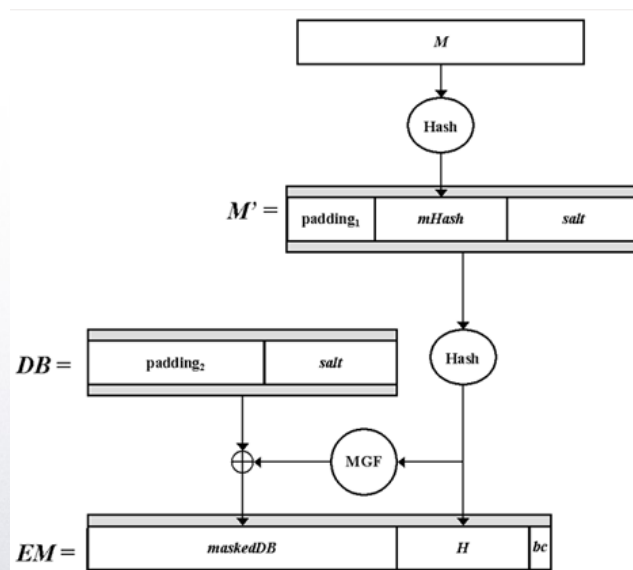 M
Hash
M’ =
padding₁ mHash salt
Hash
DB =
padding₂ salt
MGF
EM =
maskedDB H bc